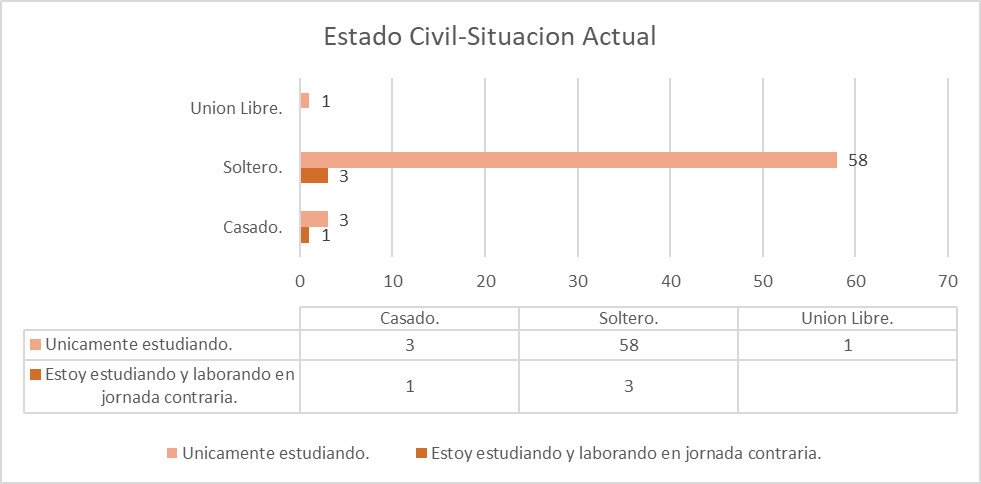 Estado Civil-Situacion Actual
Union Libre. 1
Soltero. 58
3
Casado. 3
1
0 10 20 30 40 50 60 70
Casado. Soltero. Union Libre.
Unicamente estudiando. 3 58 1
Estoy estudiando y laborando en
jornada contraria. 1 3
Unicamente estudiando. Estoy estudiando y laborando en jornada contraria.